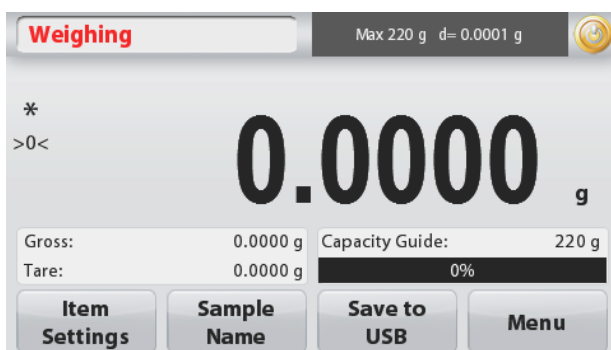 Weighing
Max 220 g d= 0.0001 g
*
>0<
0.0000 g
Gross: 0.0000 g
Capacity Guide: 220 g
Tare: 0.0000 g
0%
Item Settings
Sample Name
Save to USB
Menu